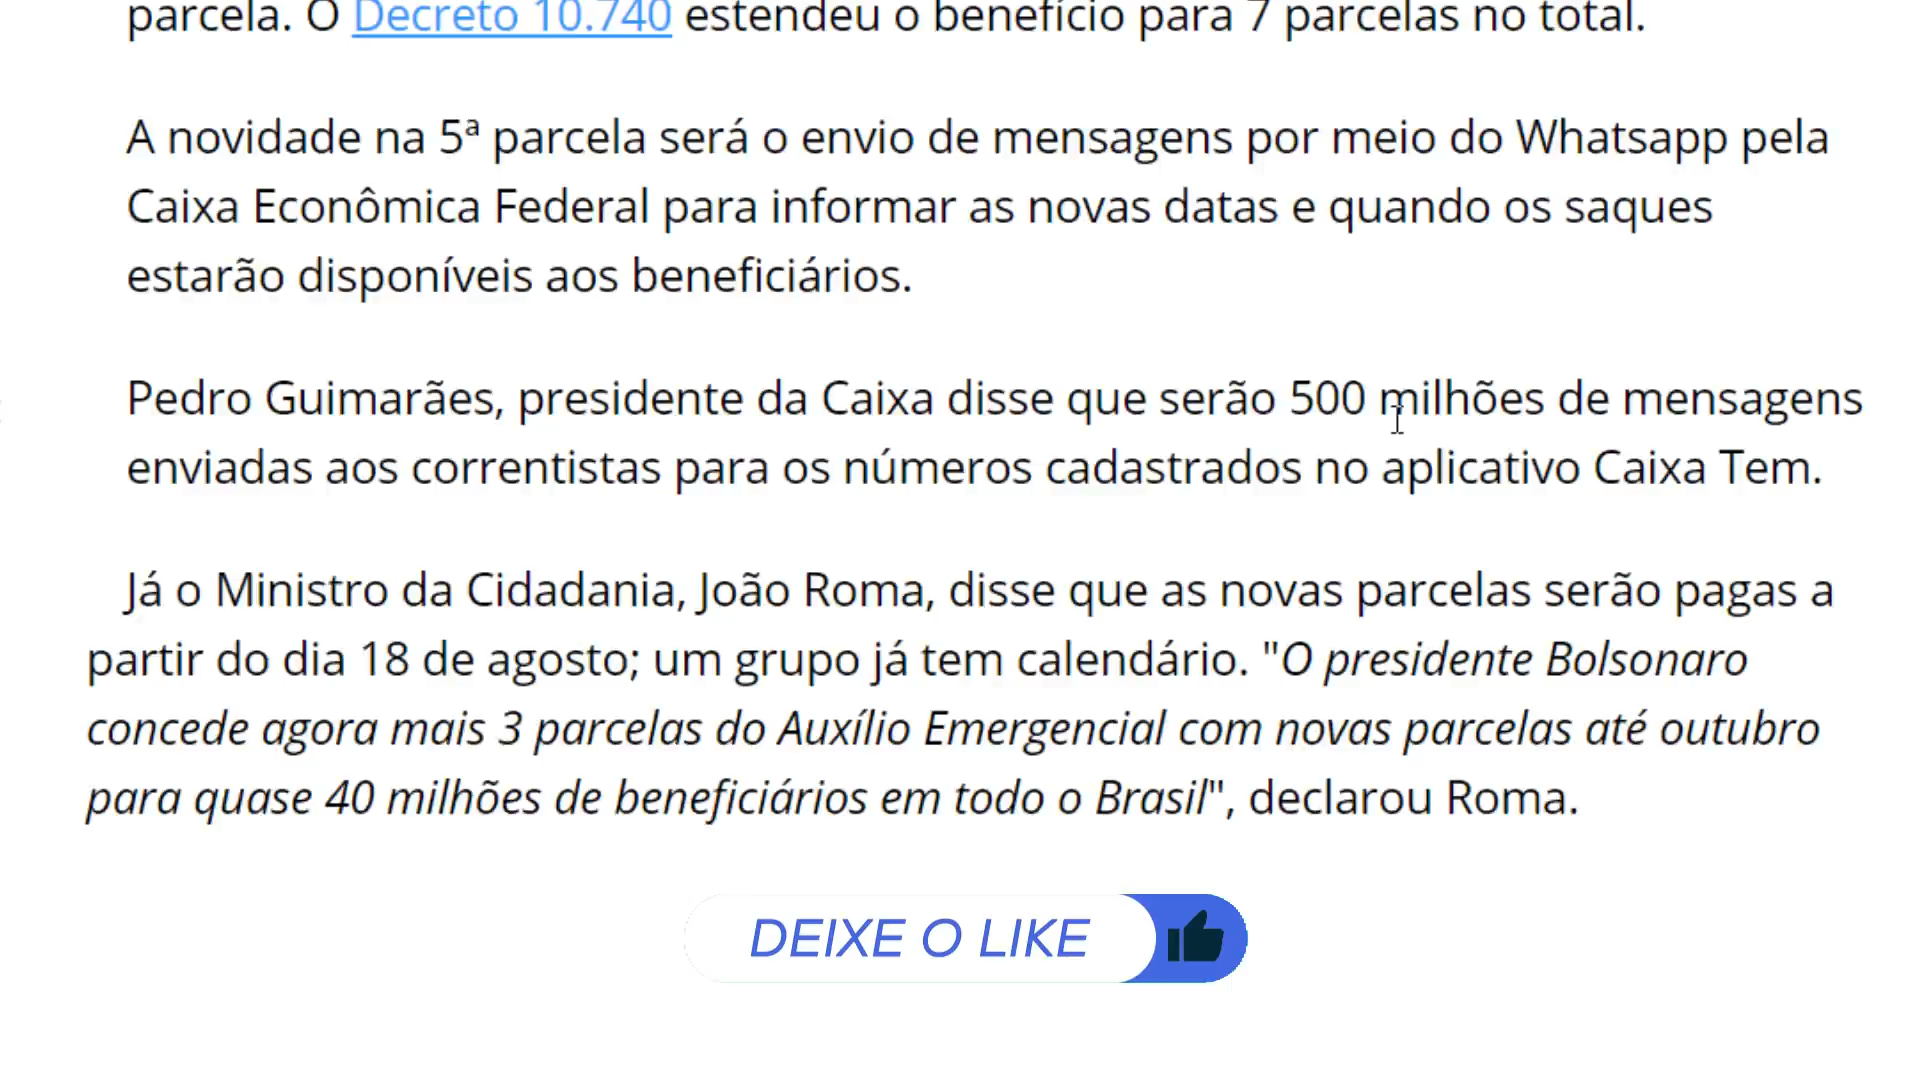 parcela. O Decreto 10.740 estendeu o benefício para 7 parcelas no total.
A novidade na 5ª parcela será o envio de mensagens por meio do Whatsapp pela
Caixa Econômica Federal para informar as novas datas e quando os saques
estarão disponíveis aos beneficiários.
Pedro Guimarães, presidente da Caixa disse que serão 500 milhões de mensagens
enviadas aos correntistas para os números cadastrados no aplicativo Caixa Tem.
Já o Ministro da Cidadania, João Roma, disse que as novas parcelas serão pagas a
partir do dia 18 de agosto; um grupo já tem calendário. "O presidente Bolsonaro
concede agora mais 3 parcelas do Auxílio Emergencial com novas parcelas até outubro
para quase 40 milhões de beneficiários em todo o Brasil", declarou Roma.
DEIXE O LIKE